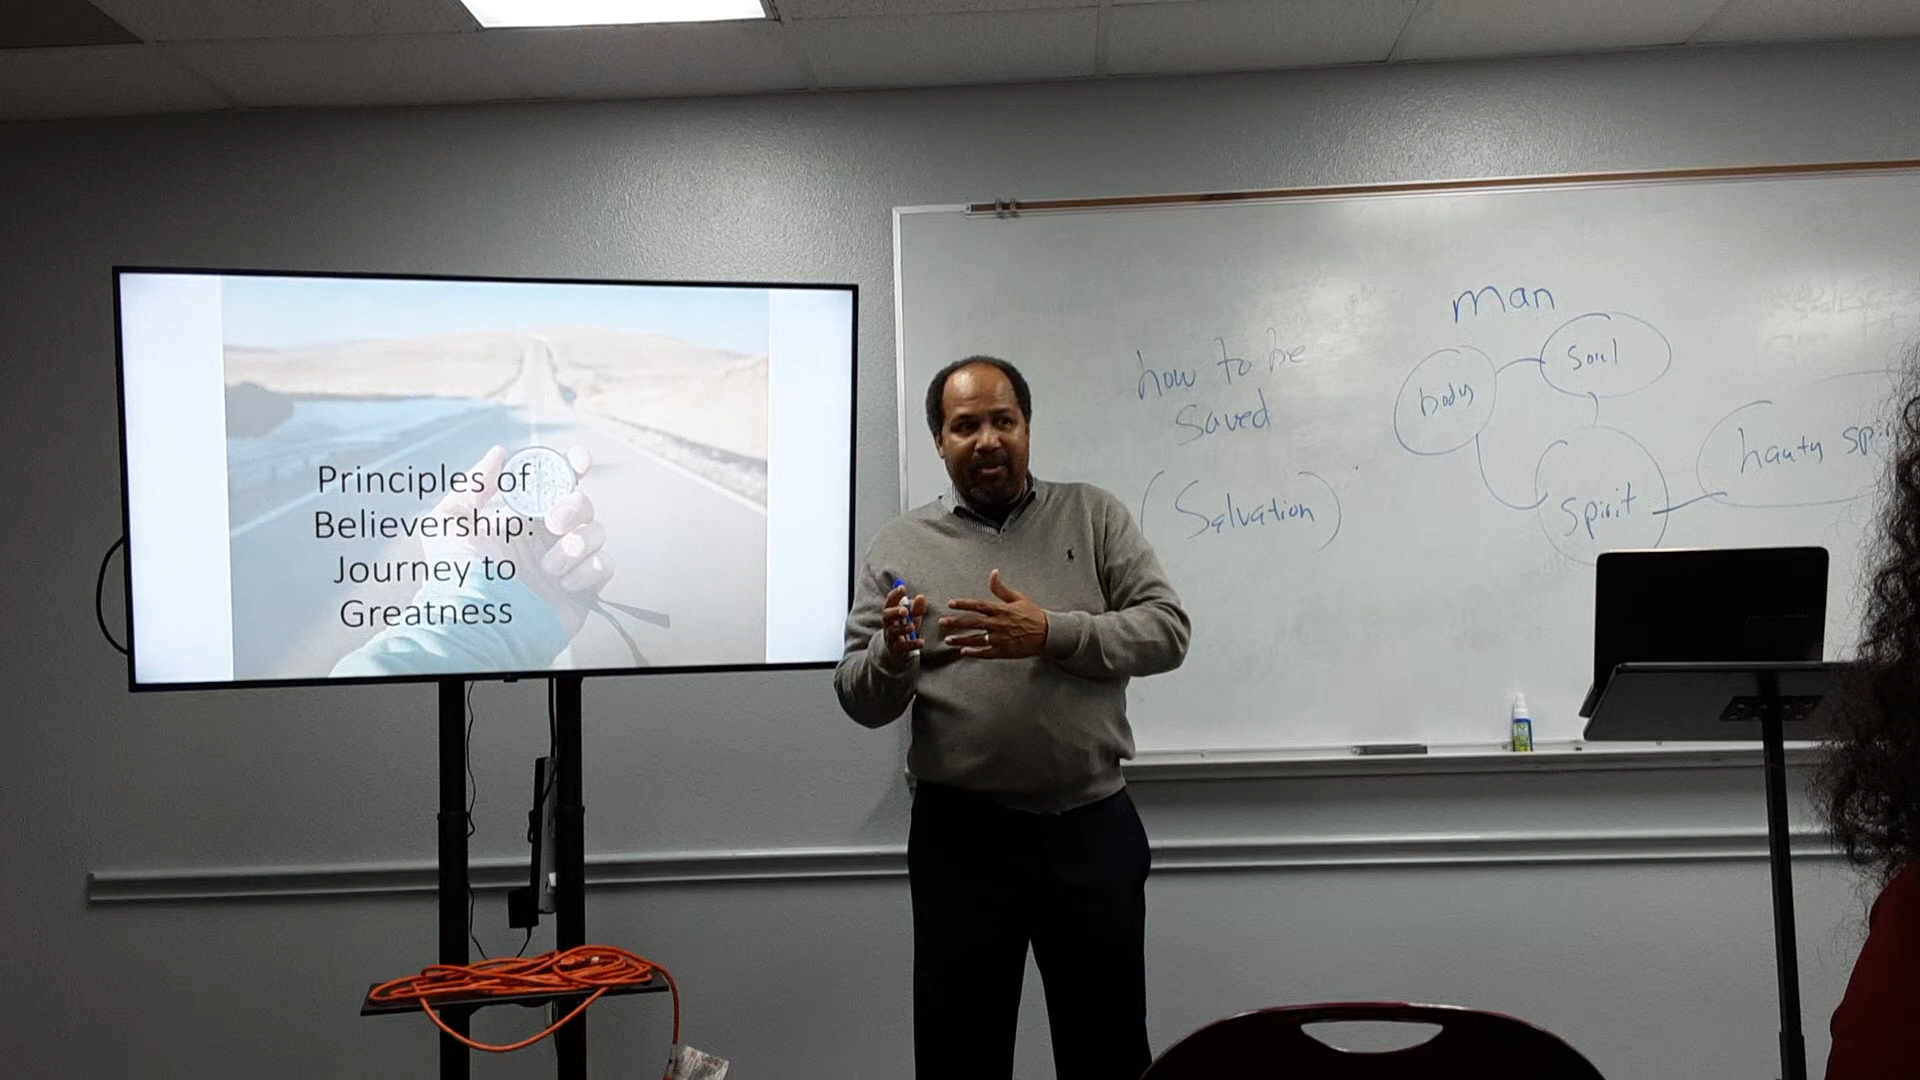 Principles of
Believership:
Journey to
Greatness
how to be
saved
(Salvation)
man
body
soul
spirit
hauty